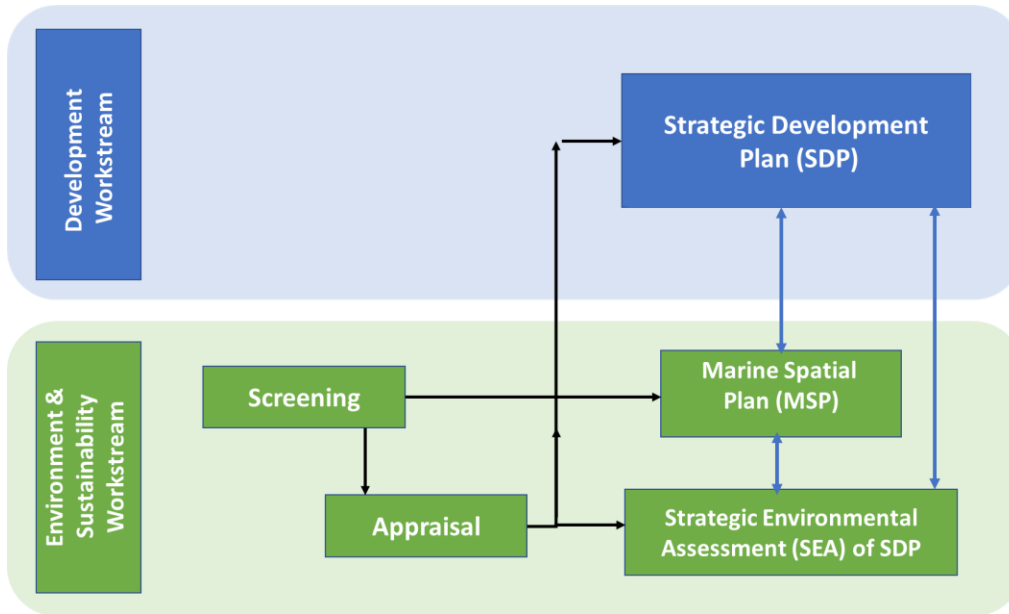 Development
Workstream
Strategic Development
Plan (SDP)
Environment &
Sustainability
Workstream
Screening
Marine Spatial
Plan (MSP)
Appraisal
Strategic Environmental
Assessment (SEA) of SDP